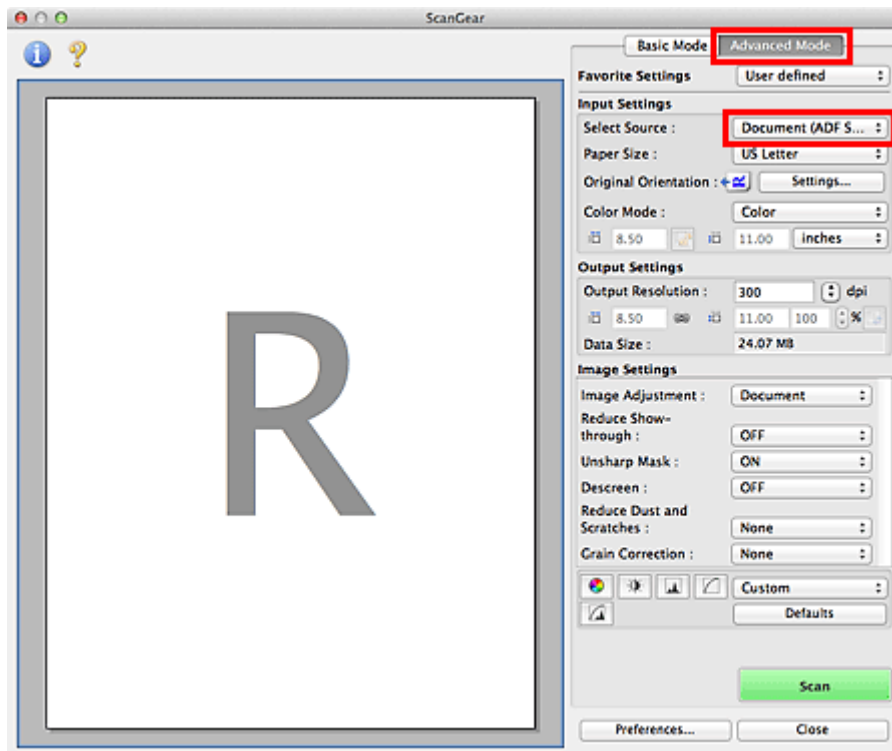 ScanGear
Basic Mode Advanced Mode
Favorite Settings User defined
Input Settings
Select Source : Document (ADF S...
Paper Size : US Letter
Original Orientation : Settings...
Color Mode : Color
8.50 11.00 inches
Output Settings
Output Resolution : 300 dpi
8.50 11.00 100 %
Data Size : 24.07 MB
Image Settings
Image Adjustment : Document
Reduce Show-
through : OFF
Unsharp Mask : ON
Descreen : OFF
Reduce Dust and
Scratches : None
Grain Correction : None
Custom
Defaults
Scan
Preferences... Close
R